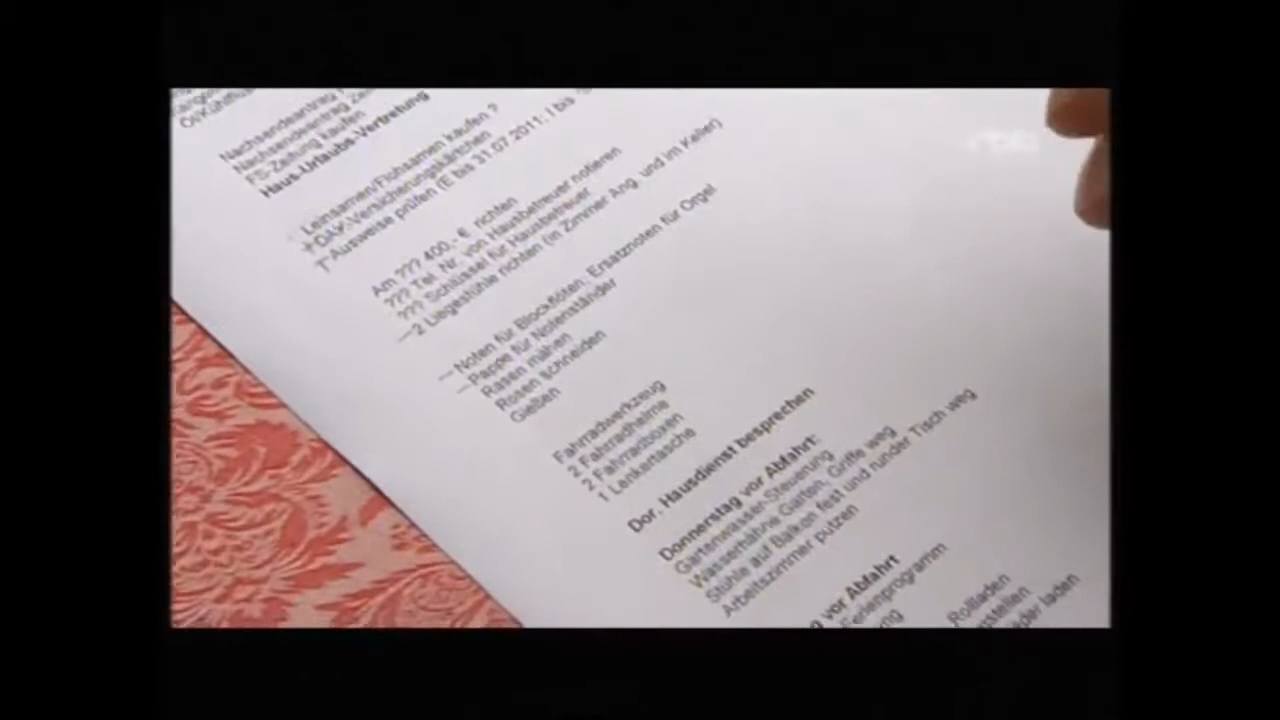 Nachsendeantrag
Nachsendeantrag
FS-Zeitung kaufen
Haus-Urlaubs-Vertretung
Leinsamen/Flohsamen kaufen ?
DAK-Versicherungskärtchen
Ausweise prüfen (E bis 31.07.2011; I bis
Am ??? 400,- € richten
??? Tel. Nr. von Hausbetreuer notieren
??? Schlüssel für Hausbetreuer
2 Liegestühle richten (in Zimmer Ang. und im Keller)
Noten für Blockflöten; Ersatznoten für Orgel
Pappe für Notenständer
Rasen mähen
Rosen schneiden
Gießen
Fahrradwerkzeug
2 Fahrradhelme
2 Fahrradboxen
1 Lenkertasche
Dor. Hausdienst besprechen
Donnerstag vor Abfahrt:
Gartenwasser-Steuerung
Wasserhähne Garten, Griffe weg
Stühle auf Balkon fest und runder Tisch weg
Arbeitszimmer putzen
vor Abfahrt
Ferienprogramm
Rolladen
laden